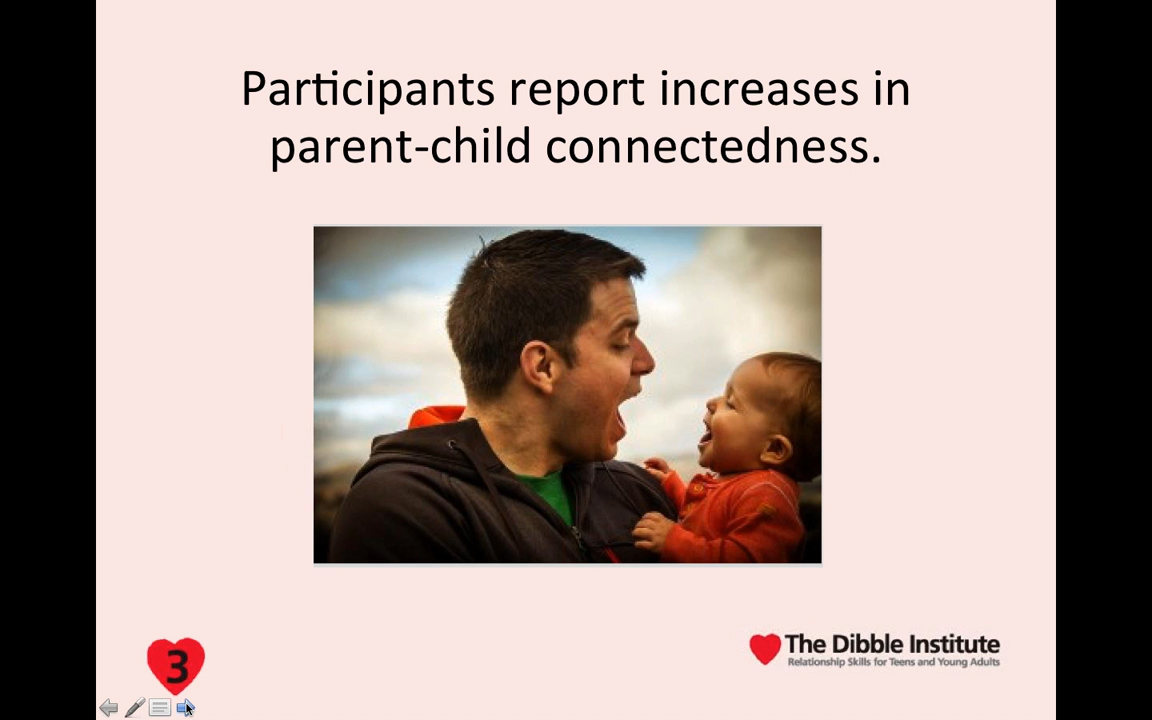 Participants report increases in
parent-child connectedness.
3
The Dibble Institute
Relationship Skills for Teens and Young Adults